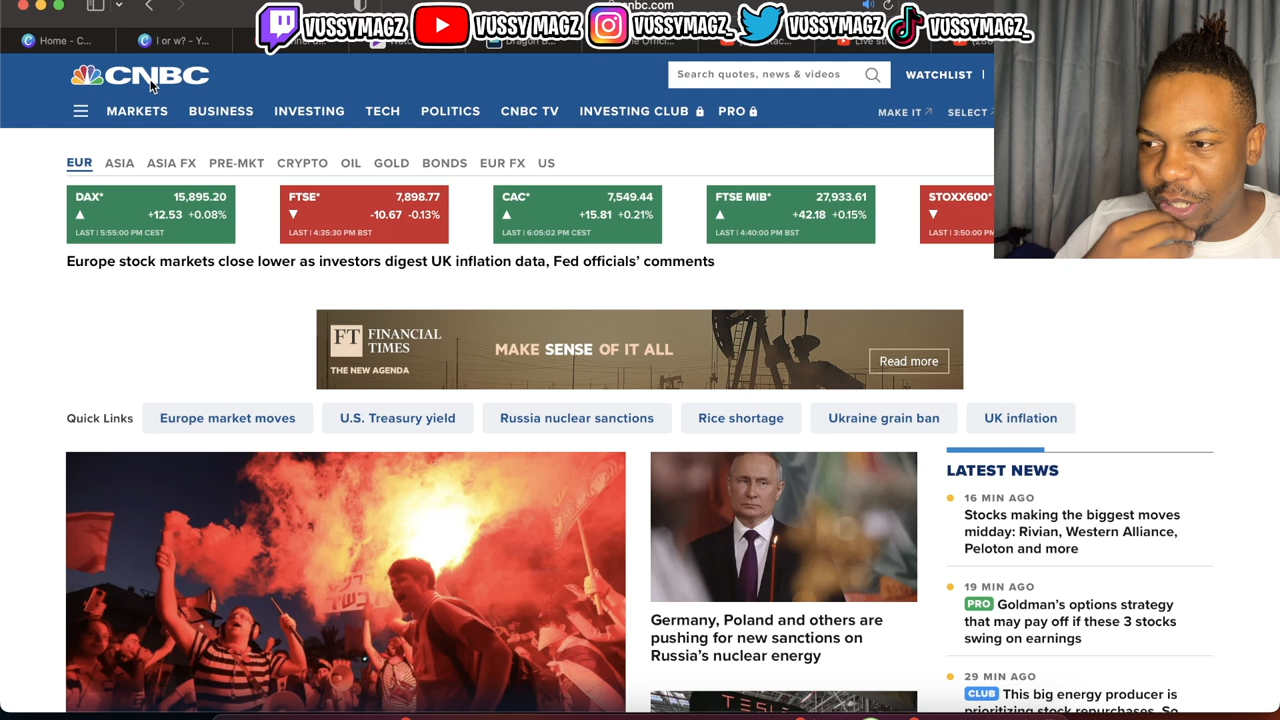 VUSSYMAGZ VUSSY MAGZ VUSSYMAGZ VUSSYMAGZ VUSSYMAGZ
cnbc.com
Home - C... I or w? - Y...
CNBC
Search quotes, news & videos
WATCHLIST |
MARKETS BUSINESS INVESTING TECH POLITICS CNBC TV INVESTING CLUB PRO
MAKE IT SELECT
EUR ASIA ASIA FX PRE-MKT CRYPTO OIL GOLD BONDS EUR FX US
DAX* 15,895.20
+12.53 +0.08%
LAST | 5:55:00 PM CEST
FTSE* 7,898.77
-10.67 -0.13%
LAST | 4:35:30 PM BST
CAC* 7,549.44
+15.81 +0.21%
LAST | 6:05:02 PM CEST
FTSE MIB* 27,933.61
+42.18 +0.15%
LAST | 4:40:00 PM BST
STOXX600*
LAST | 3:50:00 P
Europe stock markets close lower as investors digest UK inflation data, Fed officials’ comments
FT FINANCIAL
TIMES
THE NEW AGENDA
MAKE SENSE OF IT ALL
Read more
Quick Links Europe market moves U.S. Treasury yield Russia nuclear sanctions Rice shortage Ukraine grain ban UK inflation
Germany, Poland and others are
pushing for new sanctions on
Russia’s nuclear energy
TESL
LATEST NEWS
16 MIN AGO
Stocks making the biggest moves
midday: Rivian, Western Alliance,
Peloton and more
19 MIN AGO
PRO Goldman’s options strategy
that may pay off if these 3 stocks
swing on earnings
29 MIN AGO
CLUB This big energy producer is
prioritizing stock repurchases. So